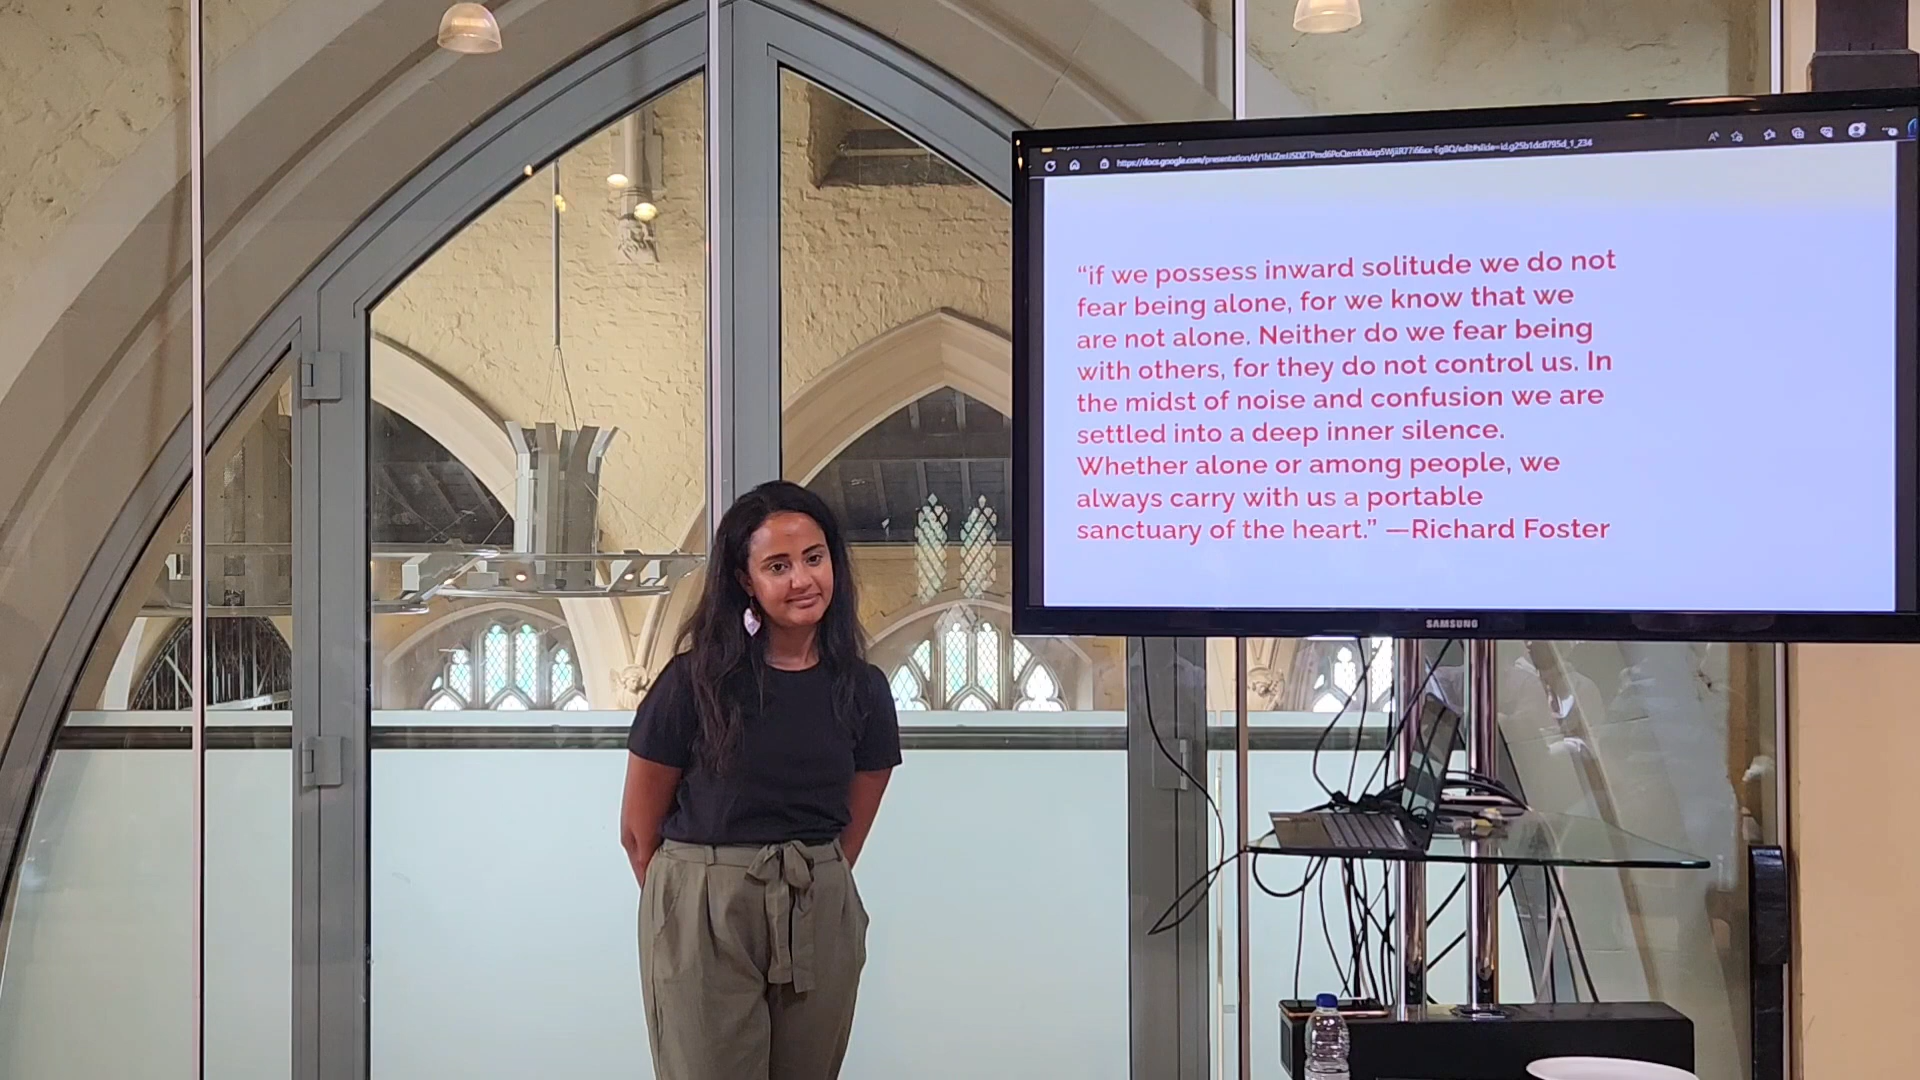 “if we possess inward solitude we do not
fear being alone, for we know that we
are not alone. Neither do we fear being
with others, for they do not control us. In
the midst of noise and confusion we are
settled into a deep inner silence.
Whether alone or among people, we
always carry with us a portable
sanctuary of the heart.” —Richard Foster
SAMSUNG